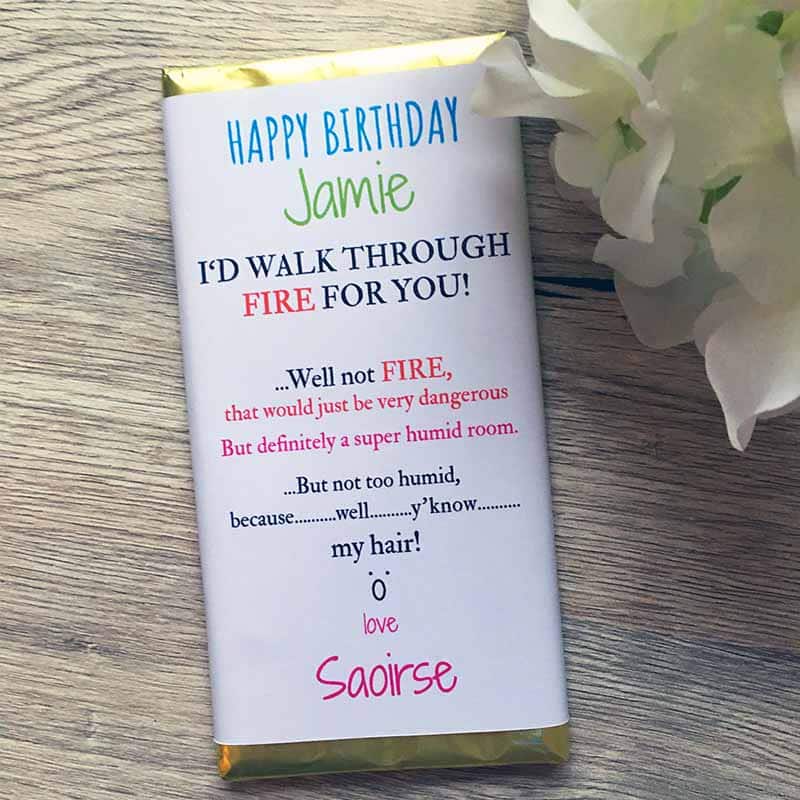 HAPPY BIRTHDAY
Jamie
I'D WALK THROUGH
FIRE FOR YOU!
...Well not FIRE,
that would just be very dangerous
But definitely a super humid room.
...But not too humid,
because..........well..........y'know..........
my hair!
Ö
love
Saoirse